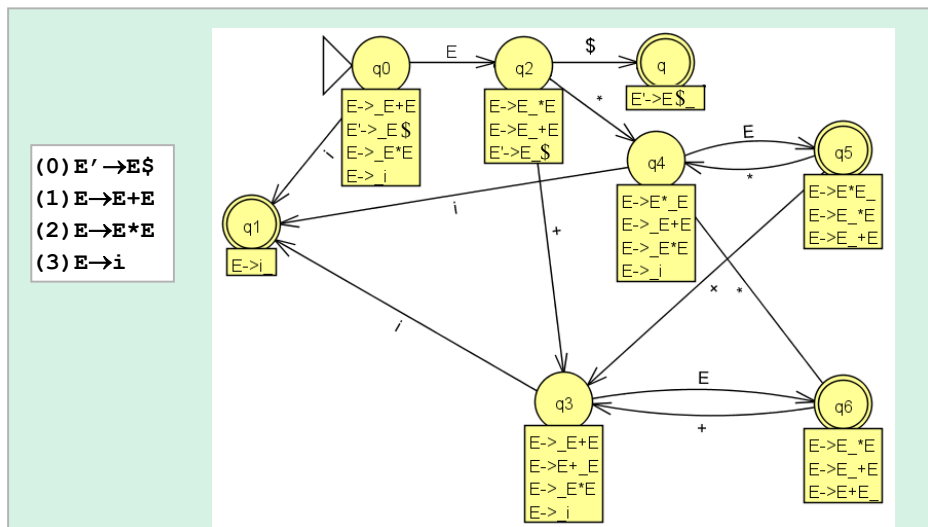 (0)E'→E$
(1)E→E+E
(2)E→E*E
(3)E→i
q0
E->_E+E
E'->_E$
E->_E*E
E->_i
E
q2
E->E_*E
E->E_+E
E'->E_$
$
q
E'->E$_
*
i
q4
E->E*_E
E->_E+E
E->_E*E
E->_i
E
*
q5
E->E*E_
E->E_*E
E->E_+E
q1
E->i_
i
+
+
*
i
q3
E->_E+E
E->E+_E
E->_E*E
E->_i
E
+
q6
E->E_*E
E->E_+E
E->E+E_